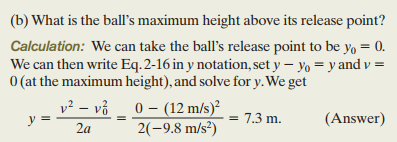 (b) What is the ball's maximum height above its release point?
Calculation: We can take the ball's release point to be y₀ = 0.
We can then write Eq. 2-16 in y notation, set y − y₀ = y and v =
0 (at the maximum height), and solve for y. We get
y = (v² − v₀²)/(2a) = (0 − (12 m/s)²)/(2(−9.8 m/s²)) = 7.3 m. (Answer)